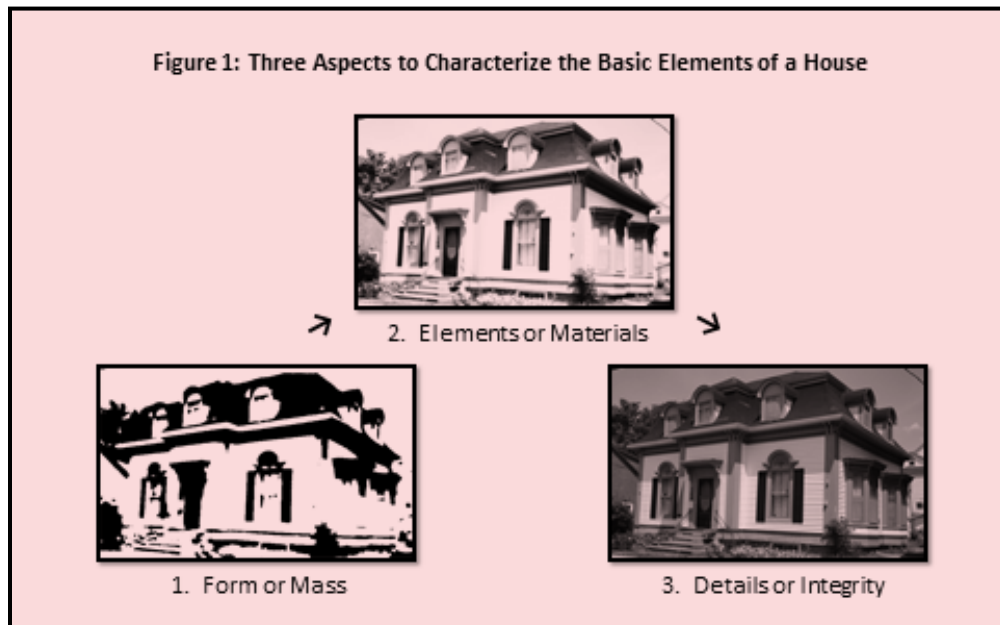 Figure 1: Three Aspects to Characterize the Basic Elements of a House
2. Elements or Materials
1. Form or Mass
3. Details or Integrity